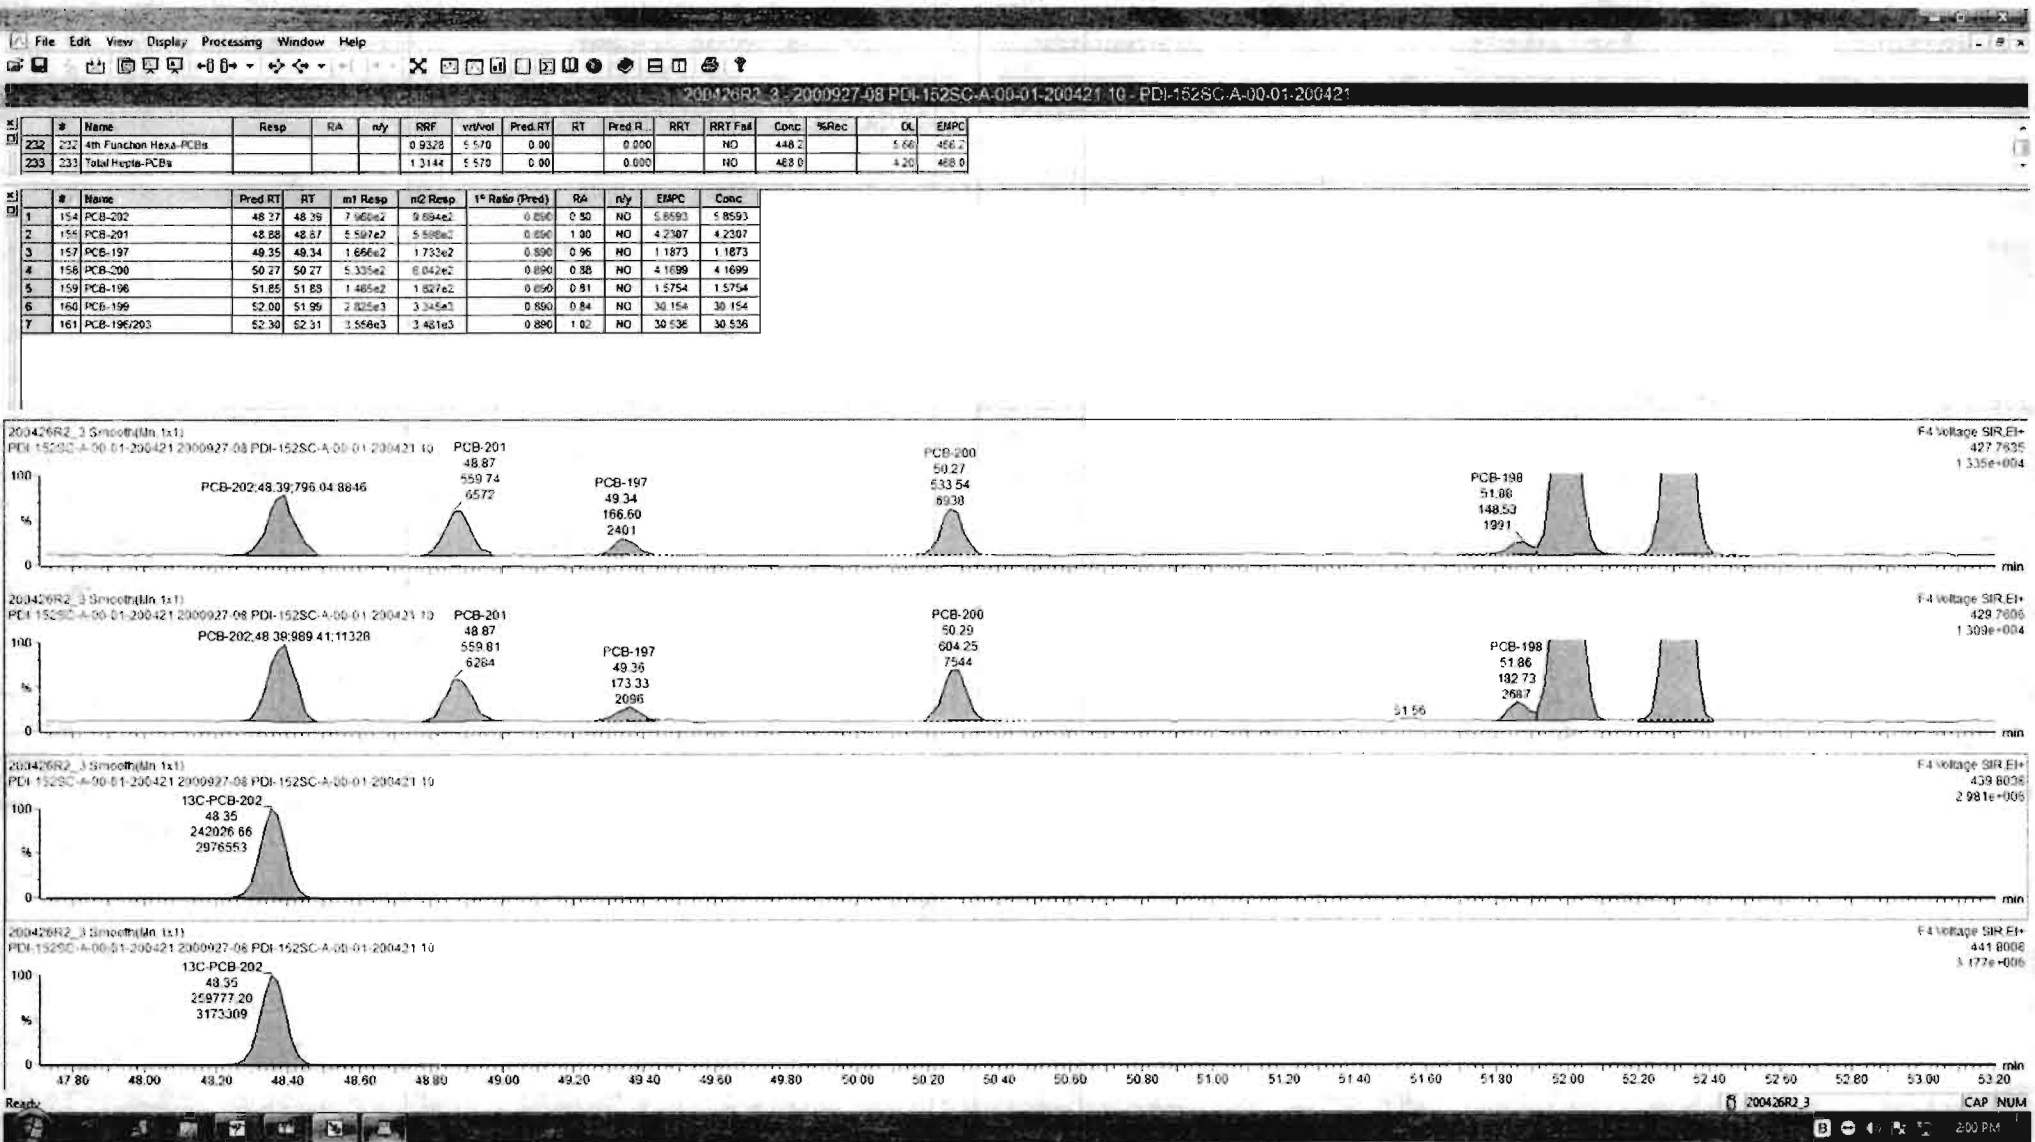 File Edit View Display Processing Window Help
200426R2_3 - 2000927-08 PDI-152SC-A-00-01-200421 10 - PDI-152SC-A-00-01-200421
# Name Resp RA n/y RRF wt/vol Pred.RT RT Pred R... RRT RRT Fail Conc %Rec DL EMPC
232 232 4th Function Hexa-PCBs 0.9328 5.570 0.00 0.000 NO 448.2 5.66 456.2
233 233 Total Hepta-PCBs 1.3144 5.570 0.00 0.000 NO 468.0 4.20 468.0
# Name Pred.RT RT m1 Resp m2 Resp 1° Ratio (Pred) RA n/y EMPC Conc
1 154 PCB-202 48.37 48.39 7.960e2 9.894e2 0.890 0.80 NO 5.8593 5.8593
2 155 PCB-201 48.88 48.87 5.597e2 5.598e2 0.890 1.00 NO 4.2307 4.2307
3 157 PCB-197 49.35 49.34 1.666e2 1.733e2 0.890 0.96 NO 1.1873 1.1873
4 158 PCB-200 50.27 50.27 5.335e2 6.042e2 0.890 0.88 NO 4.1699 4.1699
5 159 PCB-198 51.85 51.88 1.485e2 1.827e2 0.890 0.81 NO 1.5754 1.5754
6 160 PCB-199 52.00 51.99 2.825e3 3.345e3 0.890 0.84 NO 30.154 30.154
7 161 PCB-196/203 52.30 52.31 3.556e3 3.481e3 0.890 1.02 NO 30.536 30.536
200426R2_3 Smooth(Mn,1x1)
PDI-152SC-A-00-01-200421 2000927-08 PDI-152SC-A-00-01-200421 10
F4 Voltage SIR,EI+
427.7635
1.335e+004
100
%
0
PCB-202;48.39;796.04;8846
PCB-201
48.87
559.74
6572
PCB-197
49.34
166.60
2401
PCB-200
50.27
533.54
6938
PCB-198
51.88
148.53
1991
min
200426R2_3 Smooth(Mn,1x1)
PDI-152SC-A-00-01-200421 2000927-08 PDI-152SC-A-00-01-200421 10
F4 Voltage SIR,EI+
429.7606
1.309e+004
100
%
0
PCB-202;48.39;989.41;11328
PCB-201
48.87
559.81
6284
PCB-197
49.36
173.33
2096
PCB-200
50.29
604.25
7544
51.56
PCB-198
51.86
182.73
2687
min
200426R2_3 Smooth(Mn,1x1)
PDI-152SC-A-00-01-200421 2000927-08 PDI-152SC-A-00-01-200421 10
F4 Voltage SIR,EI+
439.8038
2.981e+006
100
%
0
13C-PCB-202
48.35
242026.66
2976553
min
200426R2_3 Smooth(Mn,1x1)
PDI-152SC-A-00-01-200421 2000927-08 PDI-152SC-A-00-01-200421 10
F4 Voltage SIR,EI+
441.8008
3.177e+006
100
%
0
13C-PCB-202
48.35
259777.20
3173309
min
47.80 48.00 48.20 48.40 48.60 48.80 49.00 49.20 49.40 49.60 49.80 50.00 50.20 50.40 50.60 50.80 51.00 51.20 51.40 51.60 51.80 52.00 52.20 52.40 52.60 52.80 53.00 53.20
Ready 200426R2_3 CAP NUM
2:00 PM